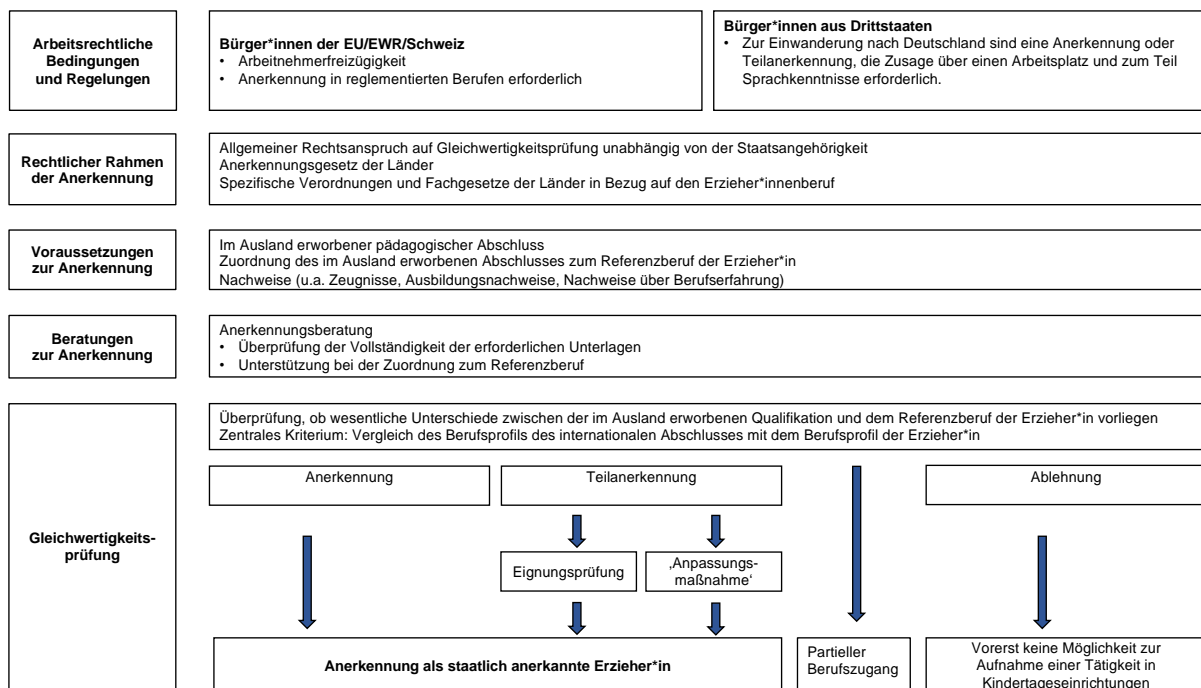 Arbeitsrechtliche
Bedingungen
und Regelungen
Bürger*innen der EU/EWR/Schweiz
• Arbeitnehmerfreizügigkeit
• Anerkennung in reglementierten Berufen erforderlich
Bürger*innen aus Drittstaaten
• Zur Einwanderung nach Deutschland sind eine Anerkennung oder
Teilanerkennung, die Zusage über einen Arbeitsplatz und zum Teil
Sprachkenntnisse erforderlich.
Rechtlicher Rahmen
der Anerkennung
Allgemeiner Rechtsanspruch auf Gleichwertigkeitsprüfung unabhängig von der Staatsangehörigkeit
Anerkennungsgesetz der Länder
Spezifische Verordnungen und Fachgesetze der Länder in Bezug auf den Erzieher*innenberuf
Voraussetzungen
zur Anerkennung
Im Ausland erworbener pädagogischer Abschluss
Zuordnung des im Ausland erworbenen Abschlusses zum Referenzberuf der Erzieher*in
Nachweise (u.a. Zeugnisse, Ausbildungsnachweise, Nachweise über Berufserfahrung)
Beratungen
zur Anerkennung
Anerkennungsberatung
• Überprüfung der Vollständigkeit der erforderlichen Unterlagen
• Unterstützung bei der Zuordnung zum Referenzberuf
Gleichwertigkeits-
prüfung
Überprüfung, ob wesentliche Unterschiede zwischen der im Ausland erworbenen Qualifikation und dem Referenzberuf der Erzieher*in vorliegen
Zentrales Kriterium: Vergleich des Berufsprofils des internationalen Abschlusses mit dem Berufsprofil der Erzieher*in
Anerkennung
Teilanerkennung
Ablehnung
Eignungsprüfung
‚Anpassungs-
maßnahme‘
Anerkennung als staatlich anerkannte Erzieher*in
Partieller
Berufszugang
Vorerst keine Möglichkeit zur
Aufnahme einer Tätigkeit in
Kindertageseinrichtungen